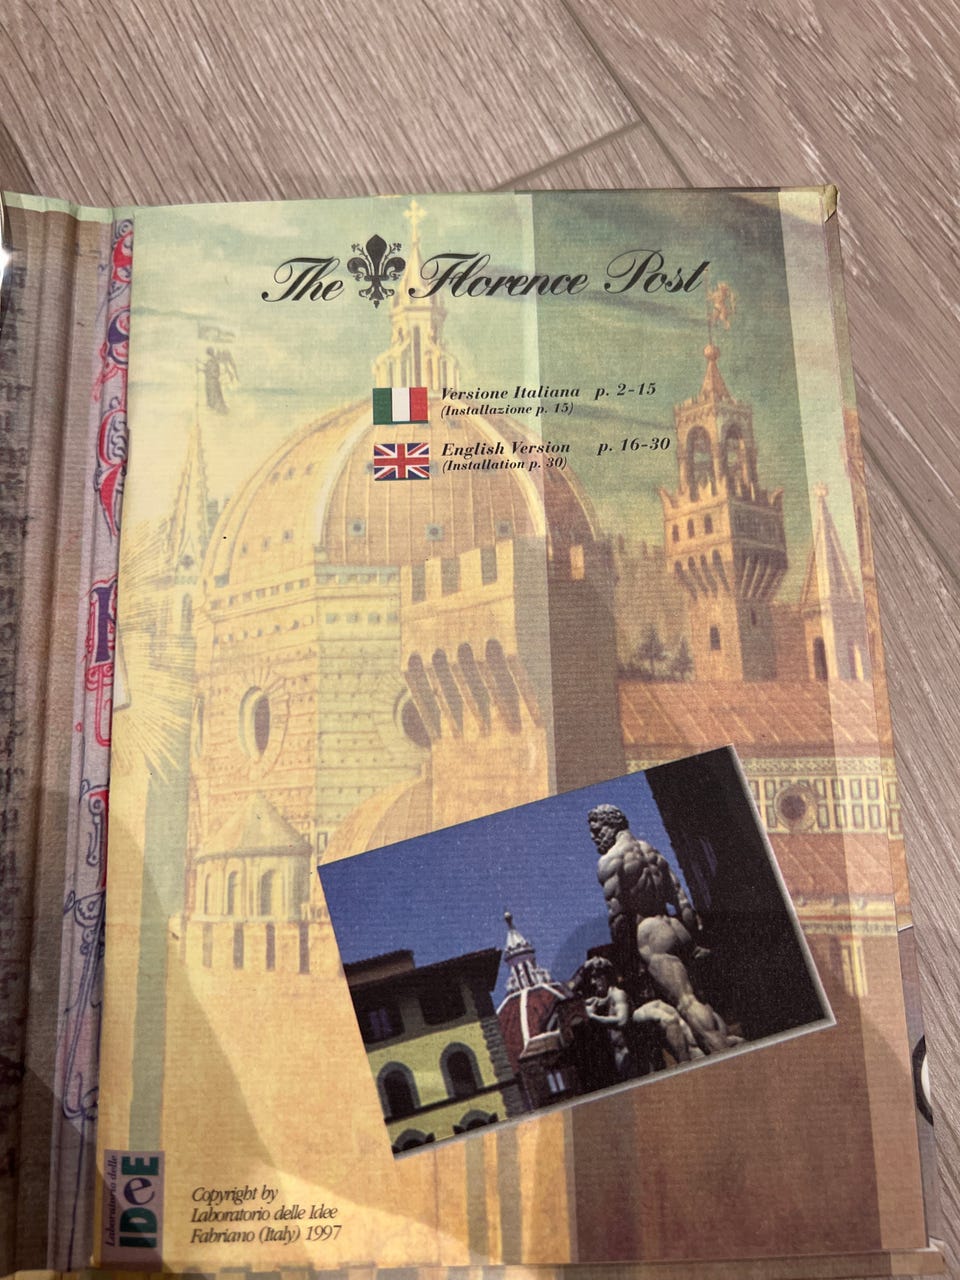 The Florence Post
Versione Italiana p. 2-15
(Installazione p. 15)
English Version p. 16-30
(Installation p. 30)
Laboratorio delle
IDeE
Copyright by
Laboratorio delle Idee
Fabriano (Italy) 1997